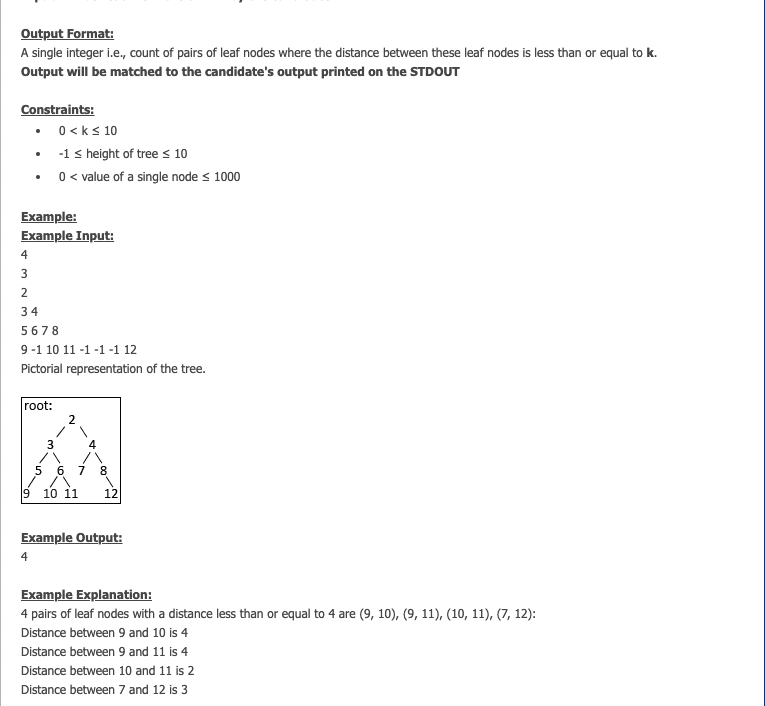 Output Format:
A single integer i.e., count of pairs of leaf nodes where the distance between these leaf nodes is less than or equal to k.
Output will be matched to the candidate's output printed on the STDOUT
Constraints:
• 0 < k ≤ 10
• -1 ≤ height of tree ≤ 10
• 0 < value of a single node ≤ 1000
Example:
Example Input:
4
3
2
3 4
5 6 7 8
9 -1 10 11 -1 -1 -1 12
Pictorial representation of the tree.
root:
2
3 4
5 6 7 8
9 10 11 12
Example Output:
4
Example Explanation:
4 pairs of leaf nodes with a distance less than or equal to 4 are (9, 10), (9, 11), (10, 11), (7, 12):
Distance between 9 and 10 is 4
Distance between 9 and 11 is 4
Distance between 10 and 11 is 2
Distance between 7 and 12 is 3